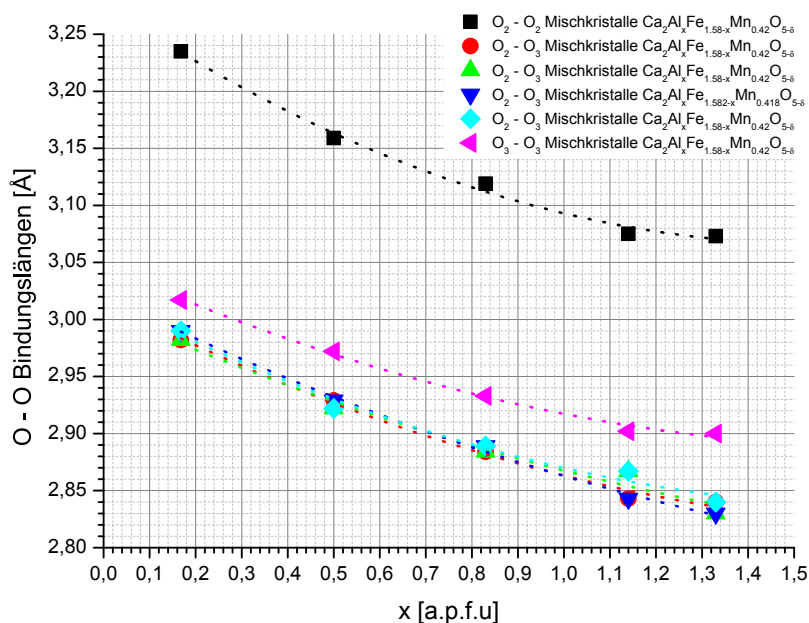 O₂ - O₂ Mischkristalle Ca₂AlₓFe₁.₅₈₋ₓMn₀.₄₂O₅₋δ
O₂ - O₃ Mischkristalle Ca₂AlₓFe₁.₅₈₋ₓMn₀.₄₂O₅₋δ
O₂ - O₃ Mischkristalle Ca₂AlₓFe₁.₅₈₋ₓMn₀.₄₂O₅₋δ
O₂ - O₃ Mischkristalle Ca₂AlₓFe₁.₅₈₂₋ₓMn₀.₄₁₈O₅₋δ
O₂ - O₃ Mischkristalle Ca₂AlₓFe₁.₅₈₋ₓMn₀.₄₂O₅₋δ
O₃ - O₃ Mischkristalle Ca₂AlₓFe₁.₅₈₋ₓMn₀.₄₂O₅₋δ
O - O Bindungslängen [Å]
3,25
3,20
3,15
3,10
3,05
3,00
2,95
2,90
2,85
2,80
0,0 0,1 0,2 0,3 0,4 0,5 0,6 0,7 0,8 0,9 1,0 1,1 1,2 1,3 1,4 1,5
x [a.p.f.u]